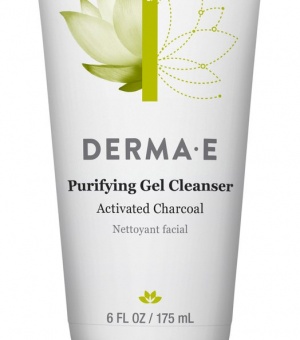 DERMA·E
Purifying Gel Cleanser
Activated Charcoal
Nettoyant facial
6 FL OZ / 175 mL